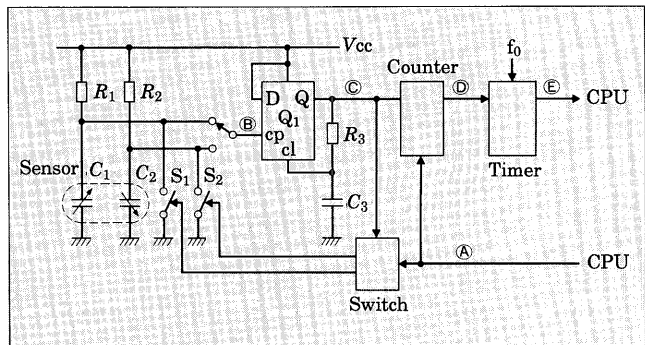 Vcc
f₀
Counter
R₁ R₂
D Q
Q₁
cp
cl
Ⓑ
Ⓒ
Ⓓ
Ⓔ
CPU
R₃
Timer
Sensor C₁ C₂ S₁ S₂
C₃
Ⓐ
CPU
Switch